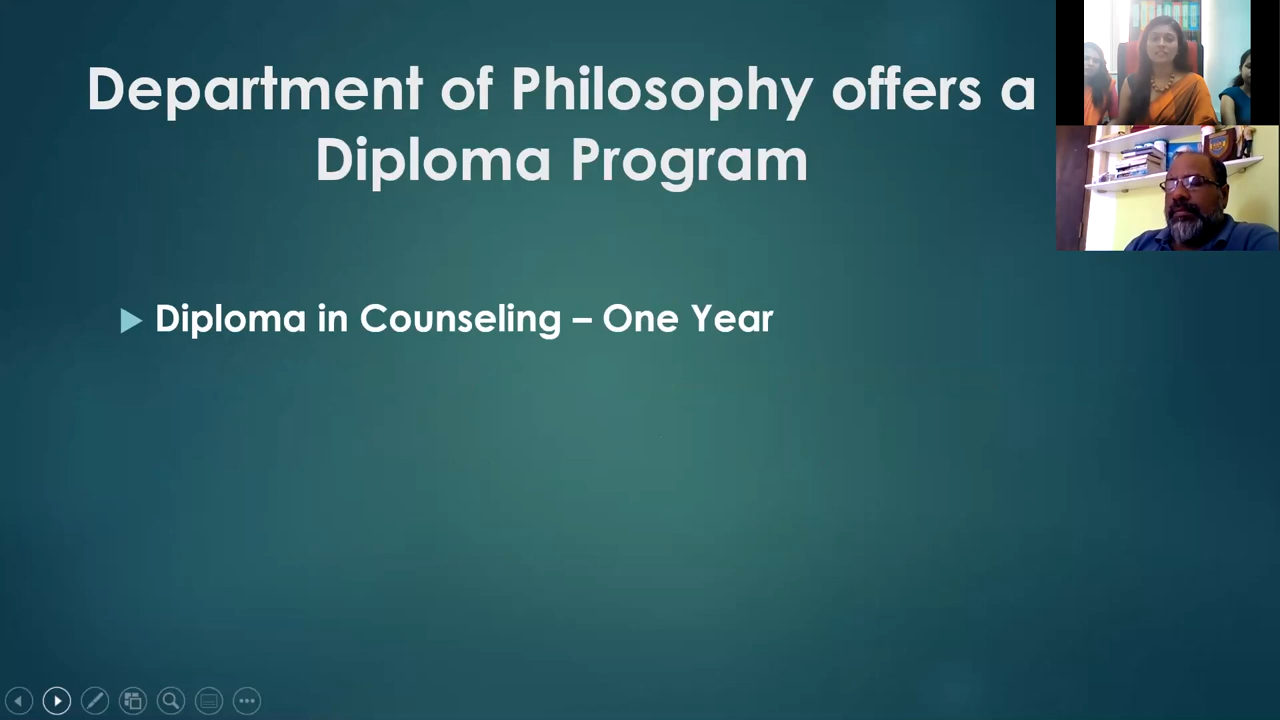 Department of Philosophy offers a
Diploma Program
Diploma in Counseling – One Year